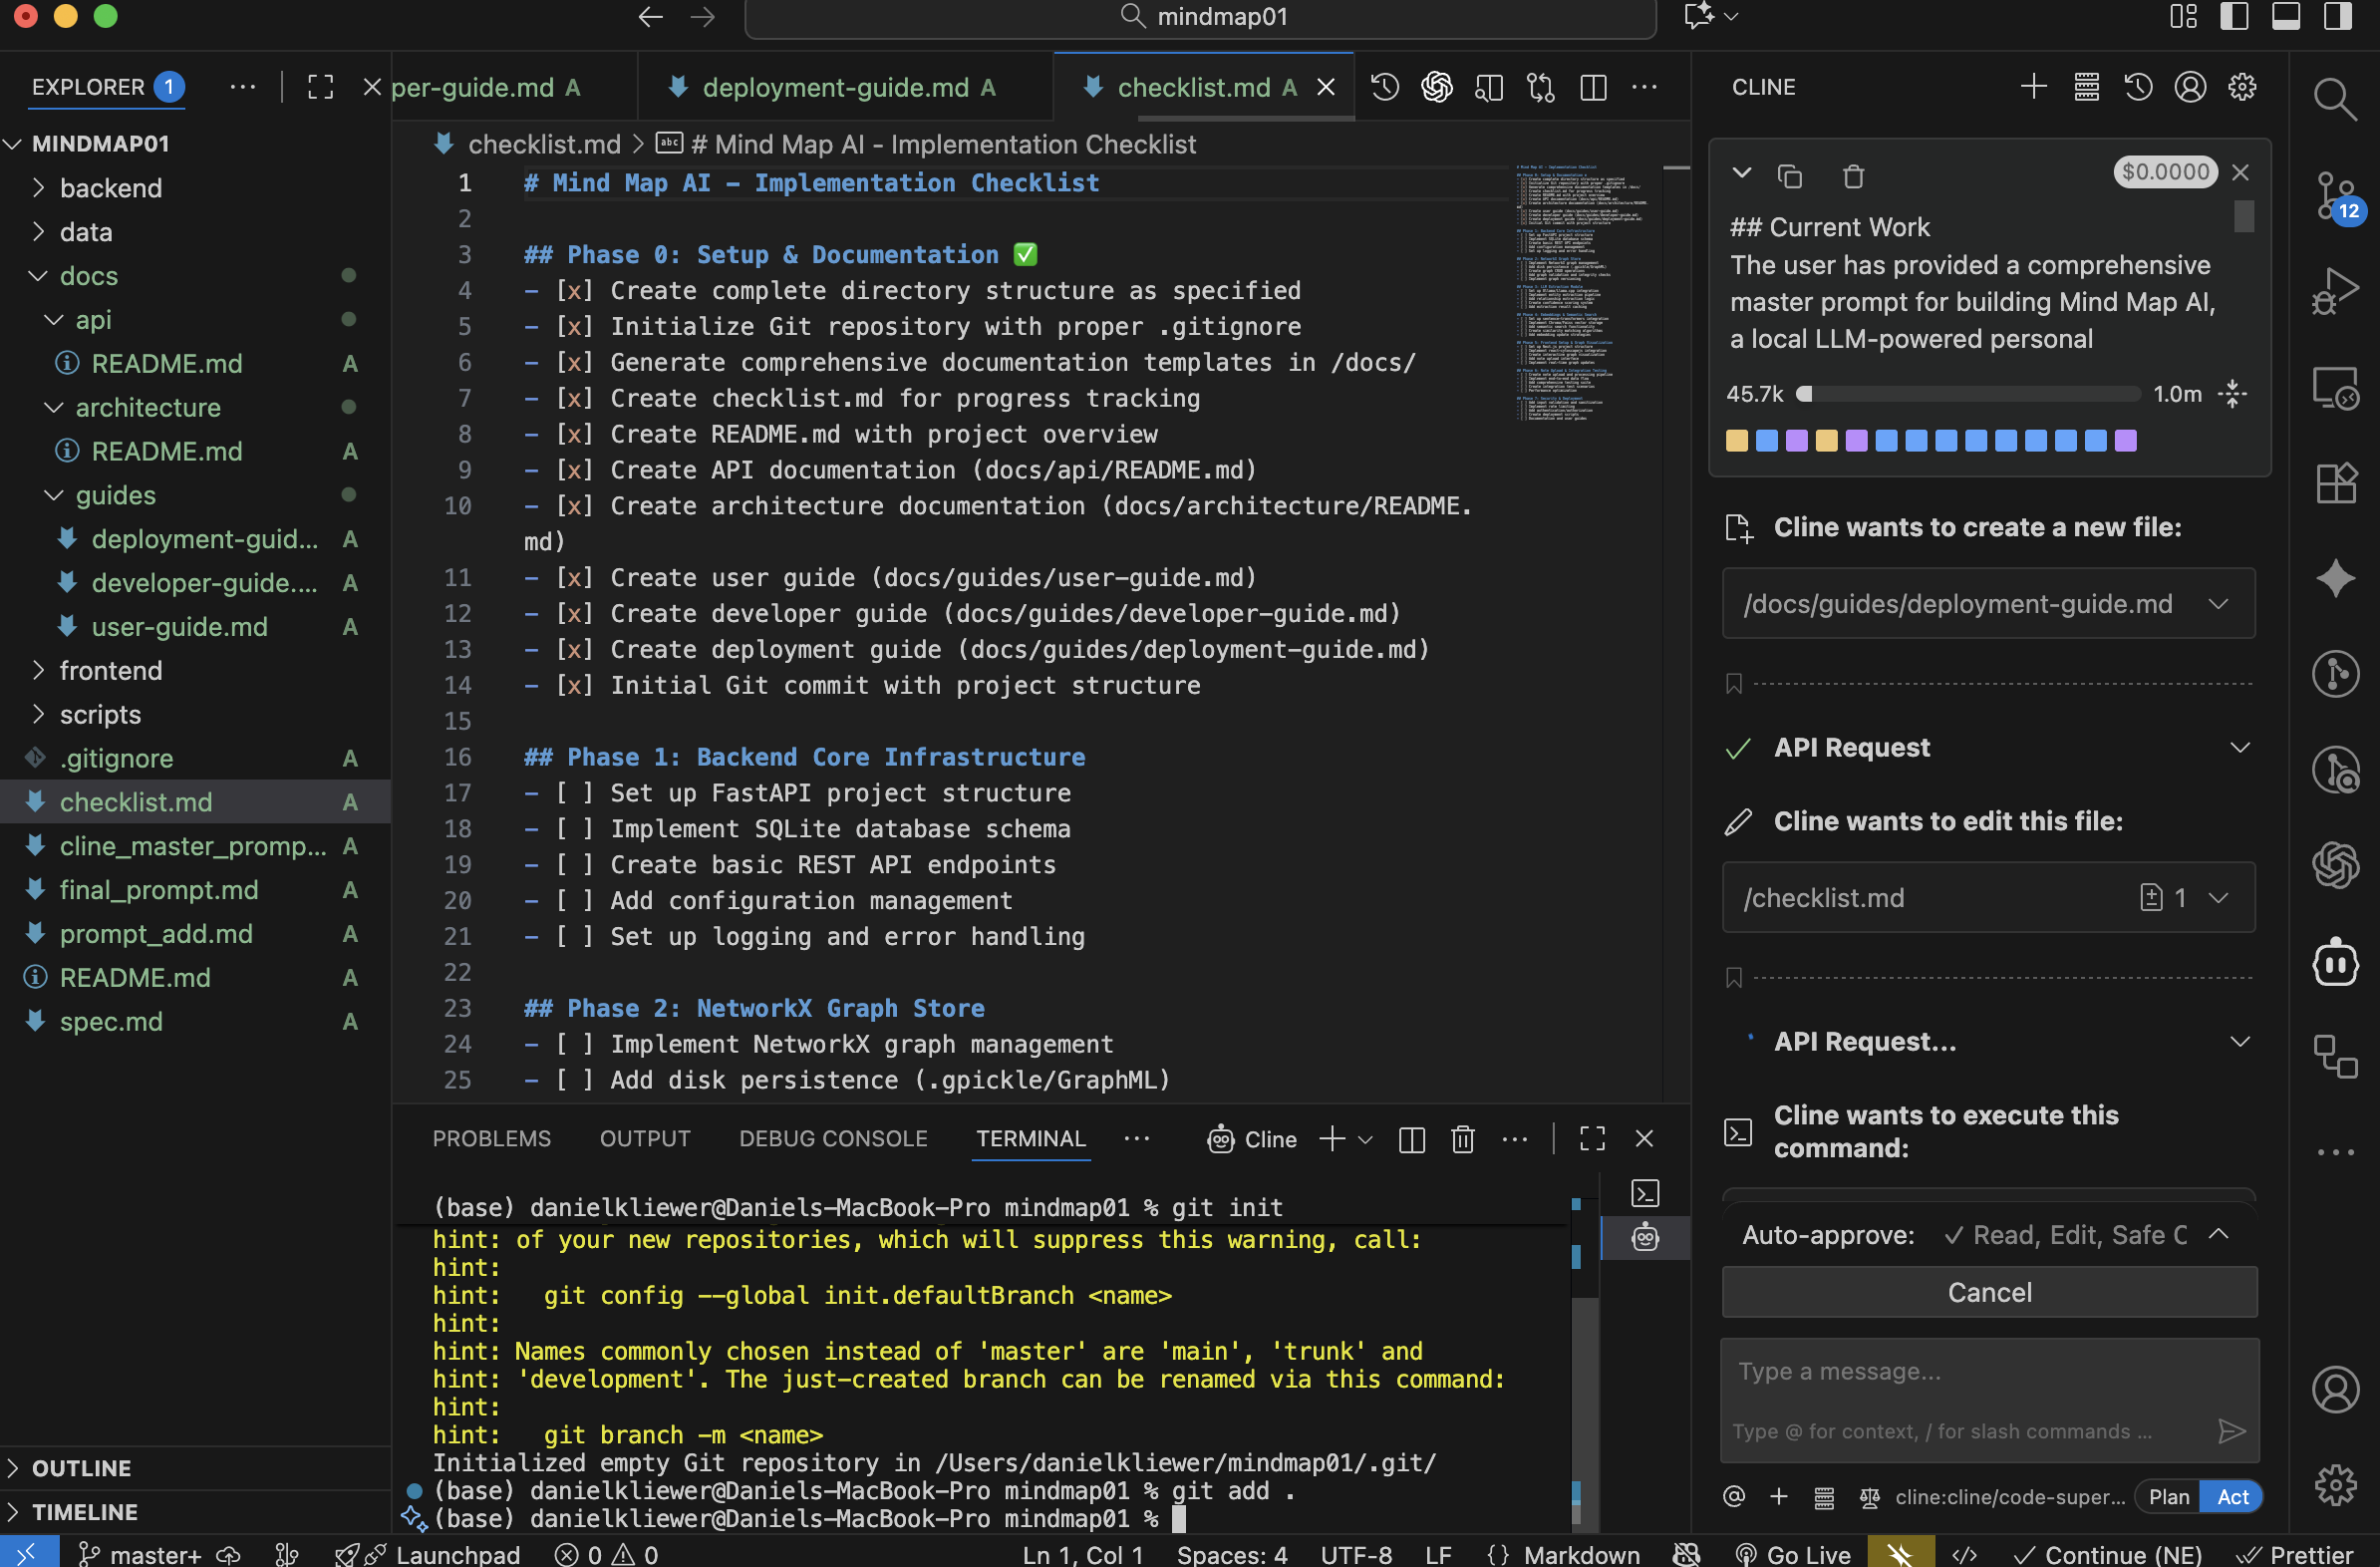 mindmap01
EXPLORER 1
per-guide.md A
deployment-guide.md A
checklist.md A
MINDMAP01
backend
data
docs
api
README.md A
architecture
README.md A
guides
deployment-guid... A
developer-guide.... A
user-guide.md A
frontend
scripts
.gitignore A
checklist.md A
cline_master_promp... A
final_prompt.md A
prompt_add.md A
README.md A
spec.md A
OUTLINE
TIMELINE
checklist.md > abc # Mind Map AI - Implementation Checklist
1 # Mind Map AI - Implementation Checklist
2
3 ## Phase 0: Setup & Documentation ✅
4 - [x] Create complete directory structure as specified
5 - [x] Initialize Git repository with proper .gitignore
6 - [x] Generate comprehensive documentation templates in /docs/
7 - [x] Create checklist.md for progress tracking
8 - [x] Create README.md with project overview
9 - [x] Create API documentation (docs/api/README.md)
10 - [x] Create architecture documentation (docs/architecture/README.
md)
11 - [x] Create user guide (docs/guides/user-guide.md)
12 - [x] Create developer guide (docs/guides/developer-guide.md)
13 - [x] Create deployment guide (docs/guides/deployment-guide.md)
14 - [x] Initial Git commit with project structure
15
16 ## Phase 1: Backend Core Infrastructure
17 - [ ] Set up FastAPI project structure
18 - [ ] Implement SQLite database schema
19 - [ ] Create basic REST API endpoints
20 - [ ] Add configuration management
21 - [ ] Set up logging and error handling
22
23 ## Phase 2: NetworkX Graph Store
24 - [ ] Implement NetworkX graph management
25 - [ ] Add disk persistence (.gpickle/GraphML)
PROBLEMS OUTPUT DEBUG CONSOLE TERMINAL Cline
(base) danielkliewer@Daniels-MacBook-Pro mindmap01 % git init
hint: of your new repositories, which will suppress this warning, call:
hint:
hint:   git config --global init.defaultBranch <name>
hint:
hint: Names commonly chosen instead of 'master' are 'main', 'trunk' and
hint: 'development'. The just-created branch can be renamed via this command:
hint:
hint:   git branch -m <name>
Initialized empty Git repository in /Users/danielkliewer/mindmap01/.git/
(base) danielkliewer@Daniels-MacBook-Pro mindmap01 % git add .
(base) danielkliewer@Daniels-MacBook-Pro mindmap01 %
CLINE
$0.0000
## Current Work
The user has provided a comprehensive
master prompt for building Mind Map AI,
a local LLM-powered personal
45.7k 1.0m
Cline wants to create a new file:
/docs/guides/deployment-guide.md
API Request
Cline wants to edit this file:
/checklist.md 1
API Request...
Cline wants to execute this
command:
Auto-approve: ✓ Read, Edit, Safe C
Cancel
Type a message...
Type @ for context, / for slash commands ...
@ + cline:cline/code-super... Plan Act
12
master+ Launchpad 0 0 Ln 1, Col 1 Spaces: 4 UTF-8 LF {} Markdown Go Live </> Continue (NE) Prettier